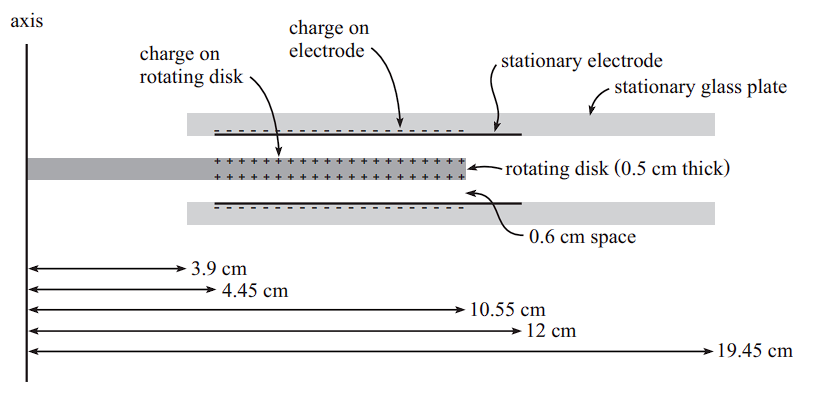 axis
charge on
electrode
charge on
rotating disk
stationary electrode
stationary glass plate
rotating disk (0.5 cm thick)
0.6 cm space
3.9 cm
4.45 cm
10.55 cm
12 cm
19.45 cm